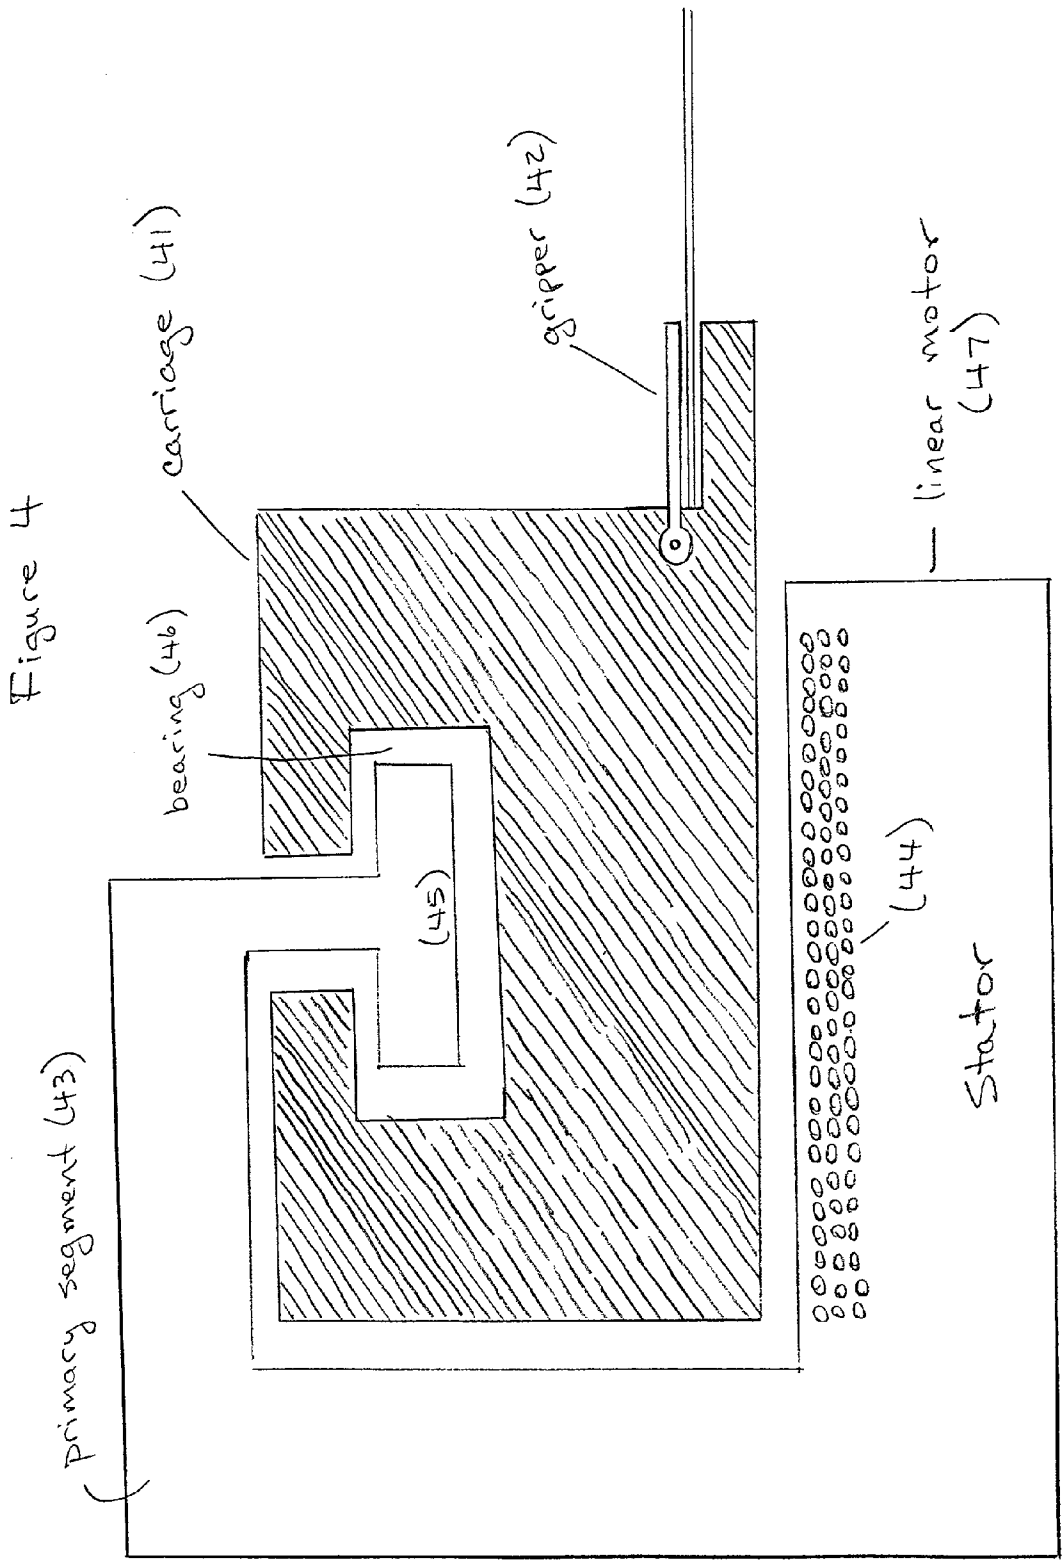 Figure 4
primary segment (43)
bearing (46)
carriage (41)
gripper (42)
(45)
(44)
Stator
linear motor
(47)